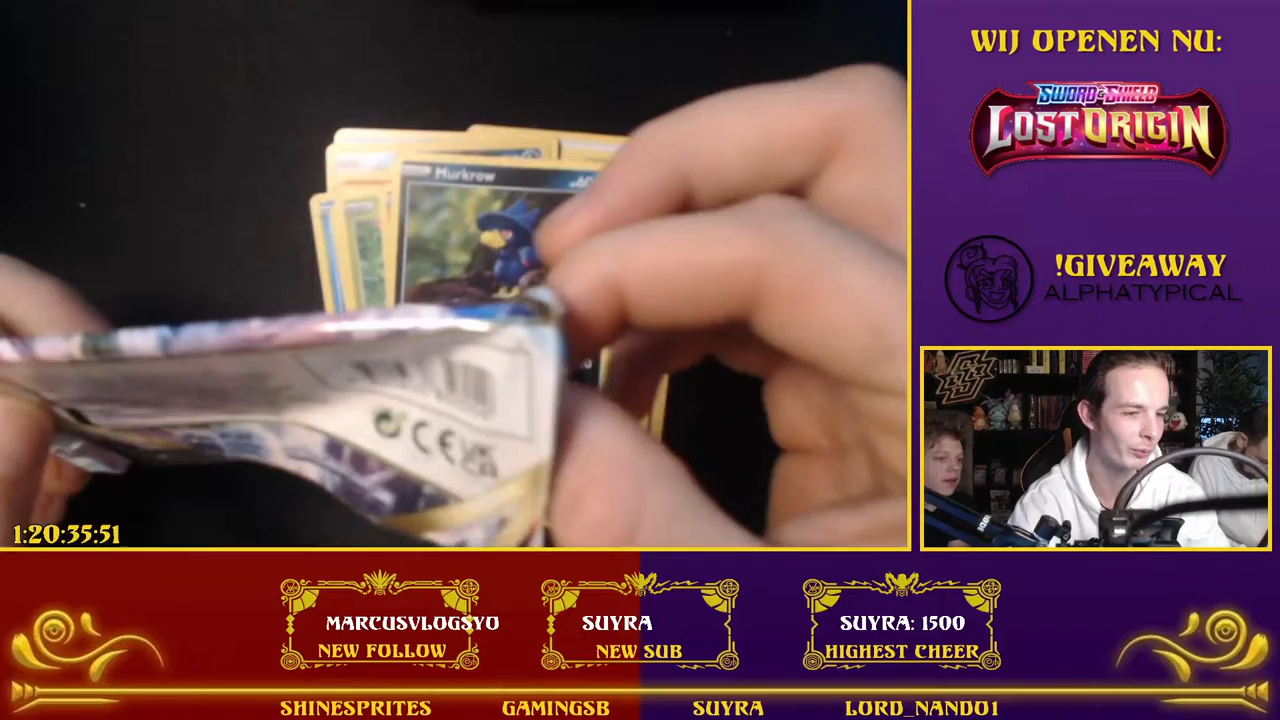 WIJ OPENEN NU:
SWORD & SHIELD
LOST ORIGIN
!GIVEAWAY
ALPHATYPICAL
Murkrow
CE
1:20:35:51
MARCUSVLOGSYO
NEW FOLLOW
SUYRA
NEW SUB
SUYRA: 1500
HIGHEST CHEER
SHINESPRITES
GAMINGSB
SUYRA
LORD_NANDO1